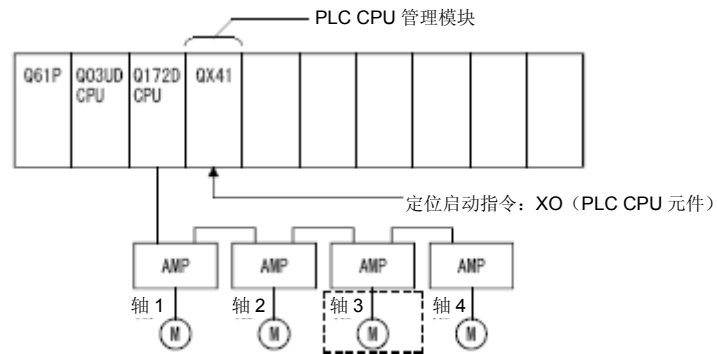 PLC CPU 管理模块
Q61P
Q03UD
CPU
Q172D
CPU
QX41
定位启动指令：XO（PLC CPU 元件）
AMP
AMP
AMP
AMP
轴 1
轴 2
轴 3
轴 4
M
M
M
M